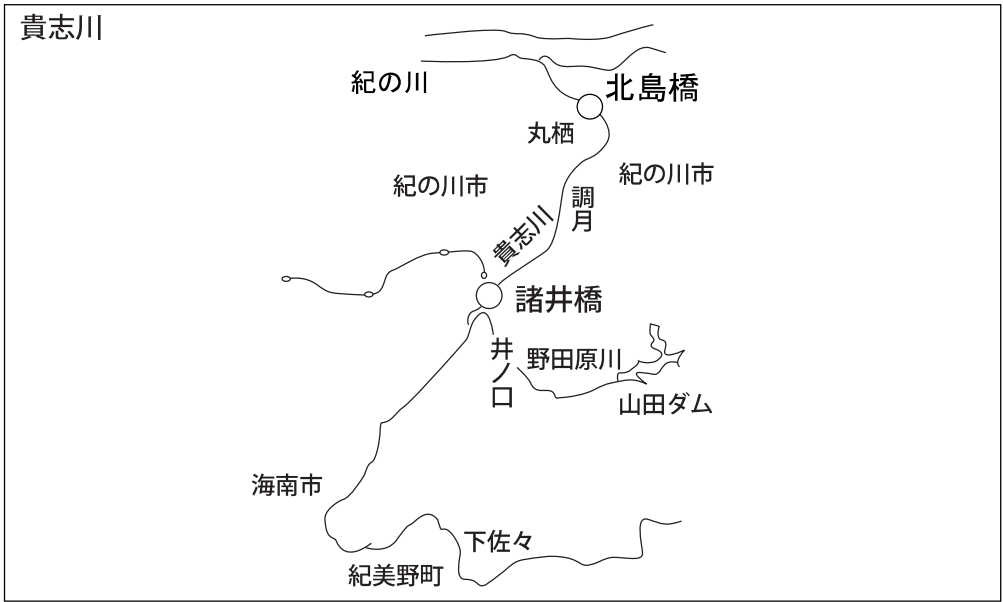 貴志川
紀の川
北島橋
丸栖
紀の川市
紀の川市
調月
貴志川
諸井橋
井ノ口
野田原川
山田ダム
海南市
下佐々
紀美野町